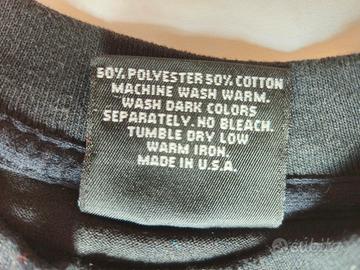 50% POLYESTER 50% COTTON
MACHINE WASH WARM.
WASH DARK COLORS
SEPARATELY. NO BLEACH.
TUMBLE DRY LOW
WARM IRON.
MADE IN U.S.A.
subito